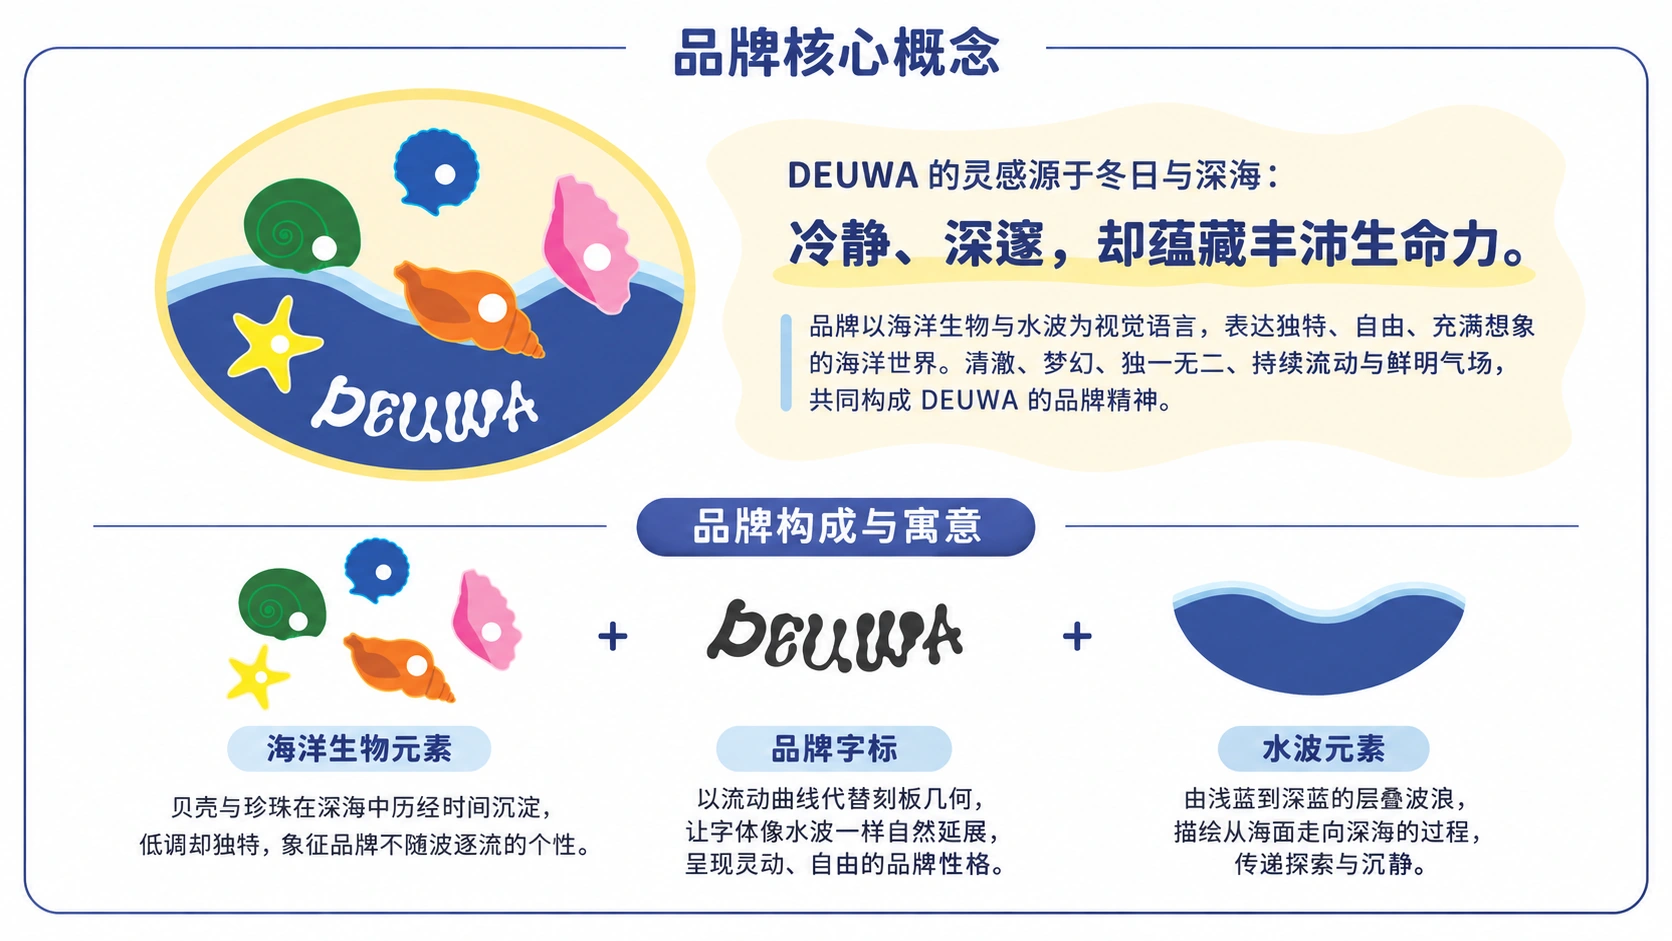 品牌核心概念
DEUWA 的灵感源于冬日与深海：
冷静、深邃，却蕴藏丰沛生命力。
品牌以海洋生物与水波为视觉语言，表达独特、自由、充满想象
的海洋世界。清澈、梦幻、独一无二、持续流动与鲜明气场，
共同构成 DEUWA 的品牌精神。
DEUWA
品牌构成与寓意
+
DEUWA
+
海洋生物元素
贝壳与珍珠在深海中历经时间沉淀，
低调却独特，象征品牌不随波逐流的个性。
品牌字标
以流动曲线代替刻板几何，
让字体像水波一样自然延展，
呈现灵动、自由的品牌性格。
水波元素
由浅蓝到深蓝的层叠波浪，
描绘从海面走向深海的过程，
传递探索与沉静。